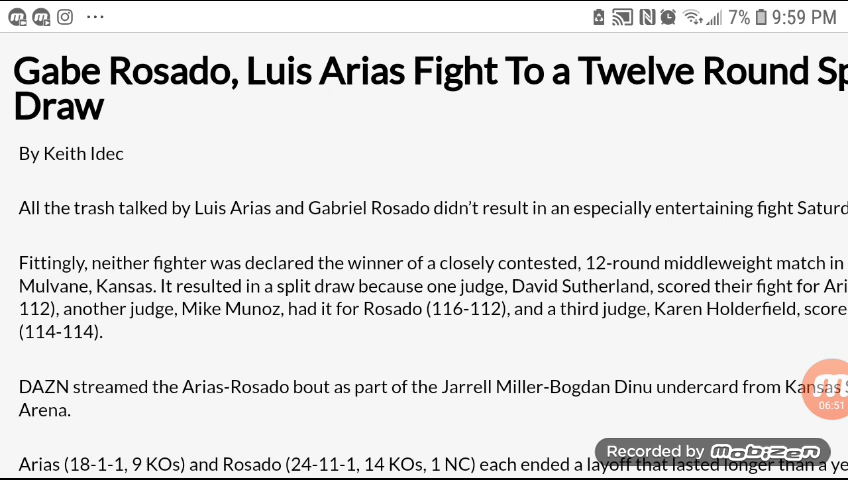 7% 9:59 PM
Gabe Rosado, Luis Arias Fight To a Twelve Round
Draw
By Keith Idec
All the trash talked by Luis Arias and Gabriel Rosado didn't result in an especially entertaining fight
Fittingly, neither fighter was declared the winner of a closely contested, 12-round middleweight match in
Mulvane, Kansas. It resulted in a split draw because one judge, David Sutherland, scored their fight for
112), another judge, Mike Munoz, had it for Rosado (116-112), and a third judge, Karen Holderfield,
(114-114).
DAZN streamed the Arias-Rosado bout as part of the Jarrell Miller-Bogdan Dinu undercard from Kansas
Arena.
06:51
Recorded by mobizen
Arias (18-1-1, 9 KOs) and Rosado (24-11-1, 14 KOs, 1 NC) each ended a layoff that lasted longer than a